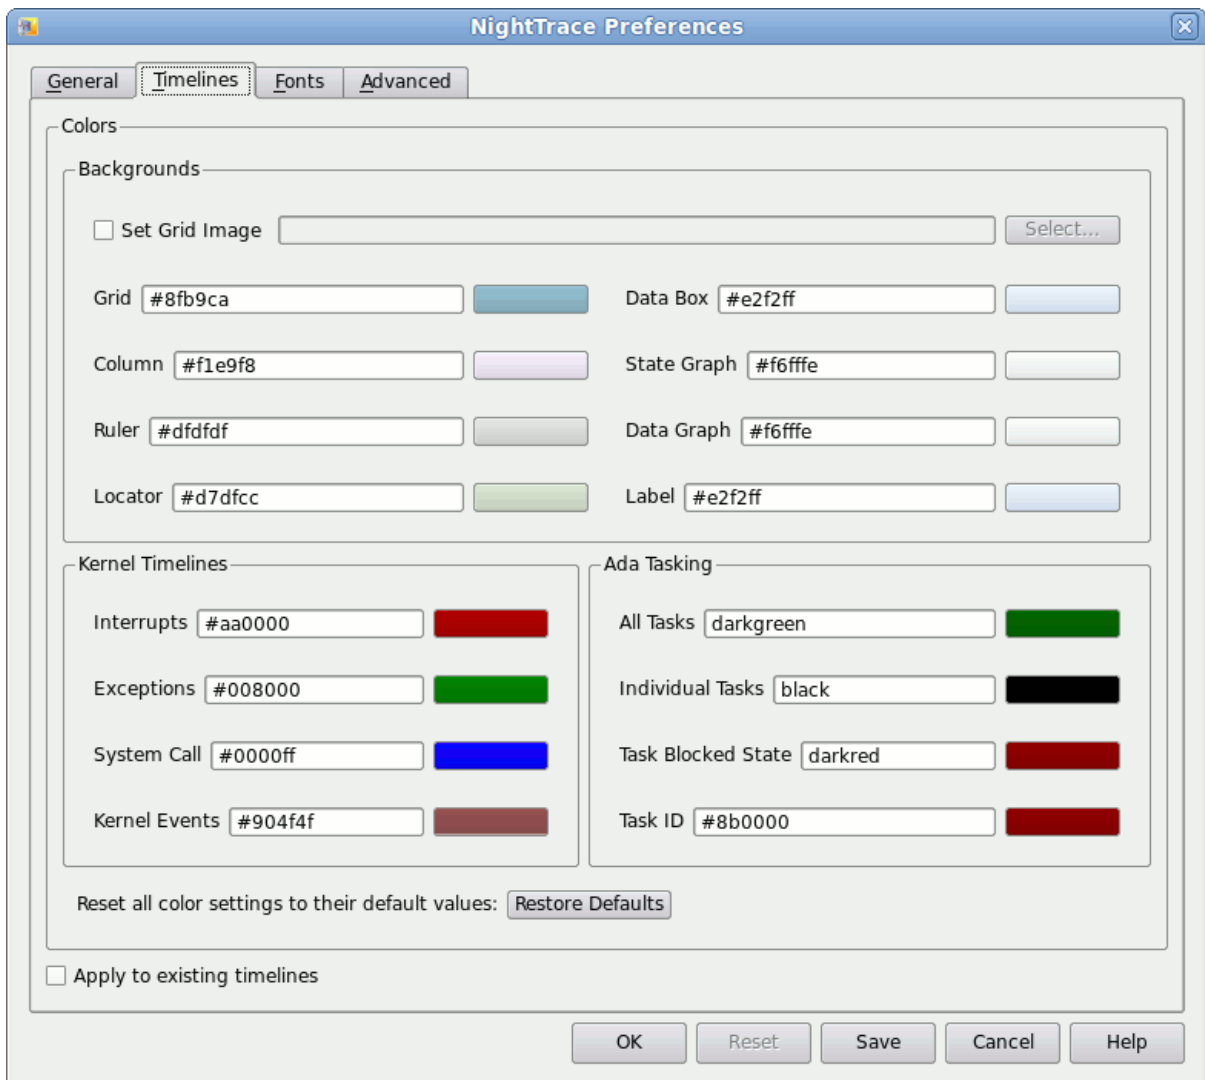 NightTrace Preferences
General Timelines Fonts Advanced
Colors
Backgrounds
Set Grid Image Select...
Grid #8fb9ca Data Box #e2f2ff
Column #f1e9f8 State Graph #f6fffe
Ruler #dfdfdf Data Graph #f6fffe
Locator #d7dfcc Label #e2f2ff
Kernel Timelines Ada Tasking
Interrupts #aa0000 All Tasks darkgreen
Exceptions #008000 Individual Tasks black
System Call #0000ff Task Blocked State darkred
Kernel Events #904f4f Task ID #8b0000
Reset all color settings to their default values: Restore Defaults
Apply to existing timelines
OK Reset Save Cancel Help